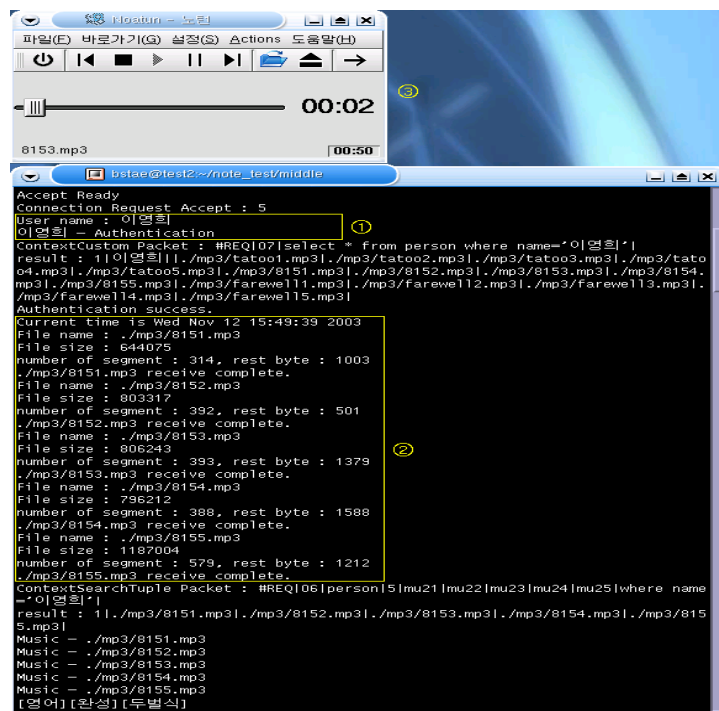 Noatun - 노턴
파일(F) 바로가기(G) 설정(S) Actions 도움말(H)
00:02
③
8153.mp3
00:50
bstae@test2:~/note_test/middle
Accept Ready
Connection Request Accept : 5
User name : 이영희
이영희 - Authentication
①
ContextCustom Packet : #REQ|07|select * from person where name='이영희'|
result : 1|이영희||./mp3/tatoo1.mp3|./mp3/tatoo2.mp3|./mp3/tatoo3.mp3|./mp3/tato
o4.mp3|./mp3/tatoo5.mp3|./mp3/8151.mp3|./mp3/8152.mp3|./mp3/8153.mp3|./mp3/8154.
mp3|./mp3/8155.mp3|./mp3/farewell1.mp3|./mp3/farewell2.mp3|./mp3/farewell3.mp3|.
/mp3/farewell4.mp3|./mp3/farewell5.mp3|
Authentication success.
Current time is Wed Nov 12 15:49:39 2003
File name : ./mp3/8151.mp3
File size : 644075
number of segment : 314, rest byte : 1003
./mp3/8151.mp3 receive complete.
File name : ./mp3/8152.mp3
File size : 803317
number of segment : 392, rest byte : 501
./mp3/8152.mp3 receive complete.
File name : ./mp3/8153.mp3
File size : 806243
②
number of segment : 393, rest byte : 1379
./mp3/8153.mp3 receive complete.
File name : ./mp3/8154.mp3
File size : 796212
number of segment : 388, rest byte : 1588
./mp3/8154.mp3 receive complete.
File name : ./mp3/8155.mp3
File size : 1187004
number of segment : 579, rest byte : 1212
./mp3/8155.mp3 receive complete.
ContextSearchTuple Packet : #REQ|06|person|5|mu21|mu22|mu23|mu24|mu25|where name
='이영희'|
result : 1|./mp3/8151.mp3|./mp3/8152.mp3|./mp3/8153.mp3|./mp3/8154.mp3|./mp3/815
5.mp3|
Music - ./mp3/8151.mp3
Music - ./mp3/8152.mp3
Music - ./mp3/8153.mp3
Music - ./mp3/8154.mp3
Music - ./mp3/8155.mp3
[영어][완성][두벌식]